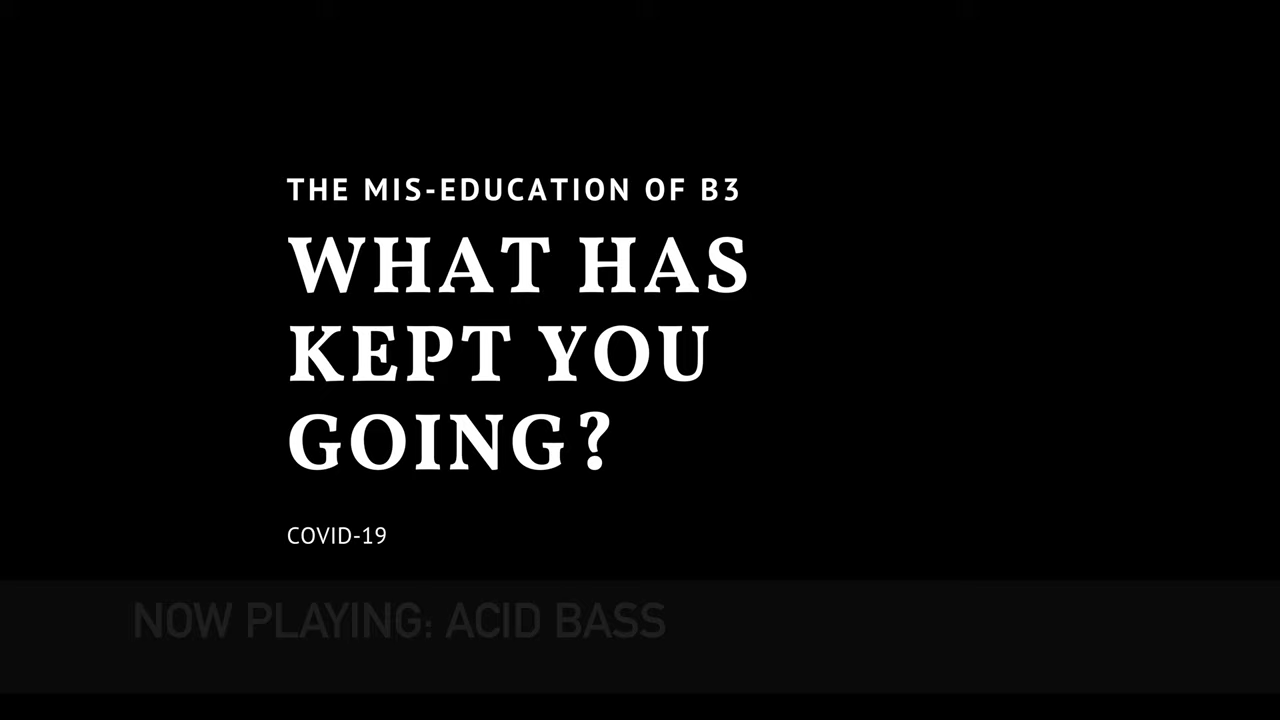 THE MIS-EDUCATION OF B3
WHAT HAS
KEPT YOU
GOING?
COVID-19
NOW PLAYING: ACID BASS